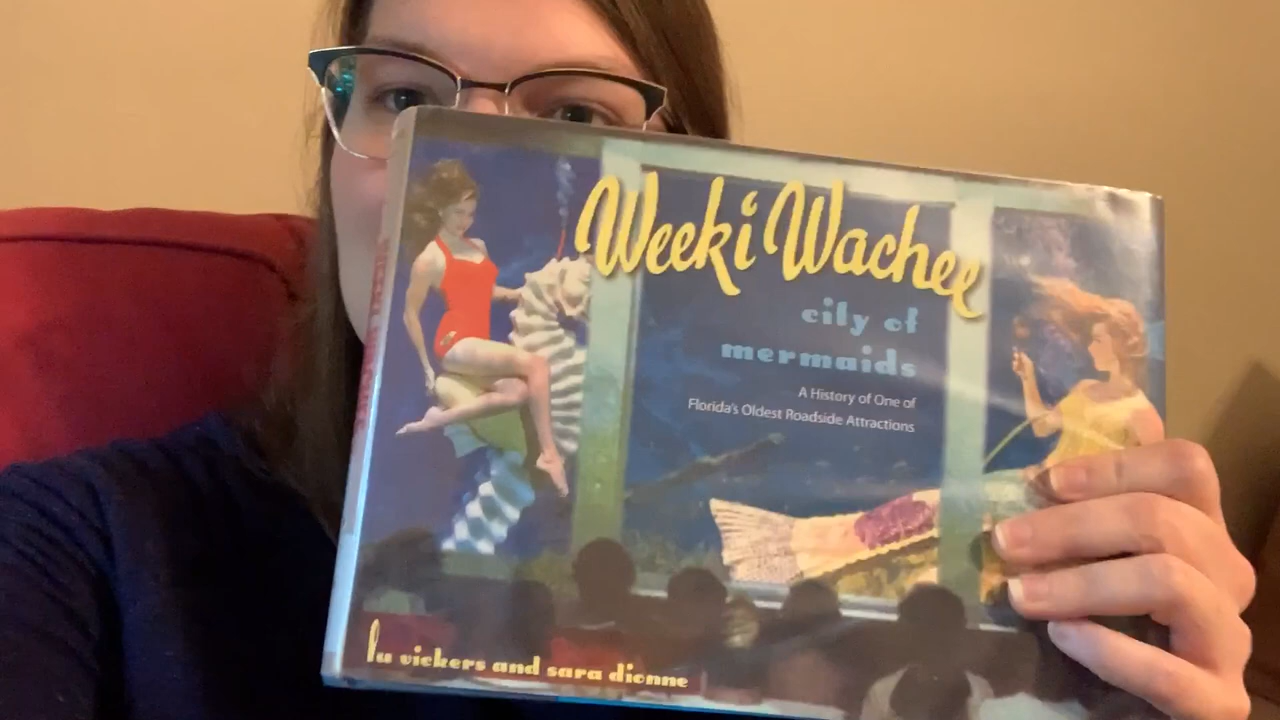 Weeki Wachee
city of
mermaids
A History of One of
Florida's Oldest Roadside Attractions
lu vickers and sara dionne